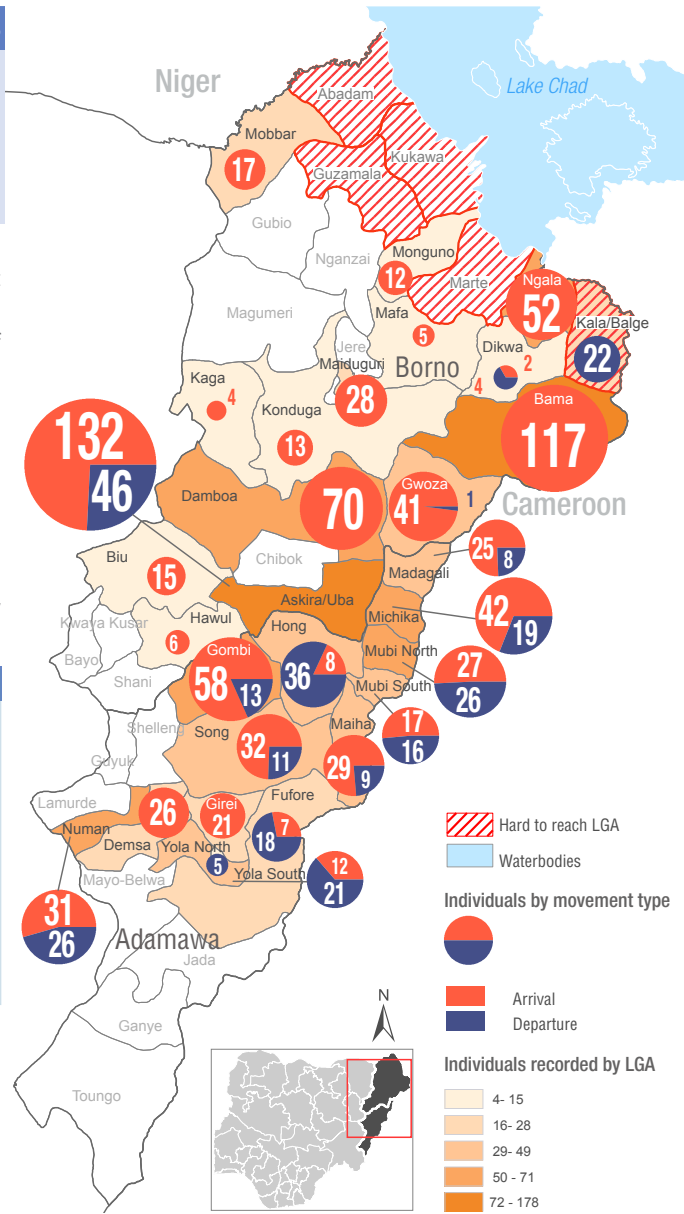 Niger
Lake Chad
Abadam
Mobbar
17
Kukawa
Guzamala
Gubio
Monguno
12
Nganzai
Marte
Ngala
52
Magumeri
Mafa
5
Kala/Balge
22
Jere
Dikwa
2
4
Maiduguri
28
Borno
Kaga
4
Konduga
13
Bama
117
132
46
Damboa
70
Gwoza
41
1
Cameroon
Chibok
25
8
Madagali
Biu
15
Askira/Uba
Michika
42
19
Kwaya Kusar
Hawul
6
Hong
36
8
Mubi North
27
26
Bayo
Gombi
58
13
Shani
Mubi South
17
16
Shelleng
Song
32
11
Maiha
29
9
Guyuk
Lamurde
26
Girei
21
Fufore
7
18
Numan
Demsa
Yola North
5
Yola South
12
21
Mayo-Belwa
31
26
Adamawa
Jada
Ganye
Toungo
Hard to reach LGA
Waterbodies
Individuals by movement type
Arrival
Departure
N
Individuals recorded by LGA
4- 15
16- 28
29- 49
50 - 71
72 - 178